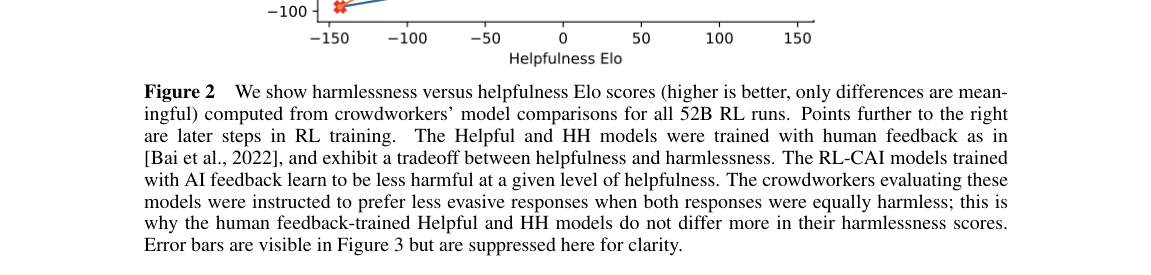 −100
−150 −100 −50 0 50 100 150
Helpfulness Elo
Figure 2 We show harmlessness versus helpfulness Elo scores (higher is better, only differences are mean-
ingful) computed from crowdworkers’ model comparisons for all 52B RL runs. Points further to the right
are later steps in RL training. The Helpful and HH models were trained with human feedback as in
[Bai et al., 2022], and exhibit a tradeoff between helpfulness and harmlessness. The RL-CAI models trained
with AI feedback learn to be less harmful at a given level of helpfulness. The crowdworkers evaluating these
models were instructed to prefer less evasive responses when both responses were equally harmless; this is
why the human feedback-trained Helpful and HH models do not differ more in their harmlessness scores.
Error bars are visible in Figure 3 but are suppressed here for clarity.